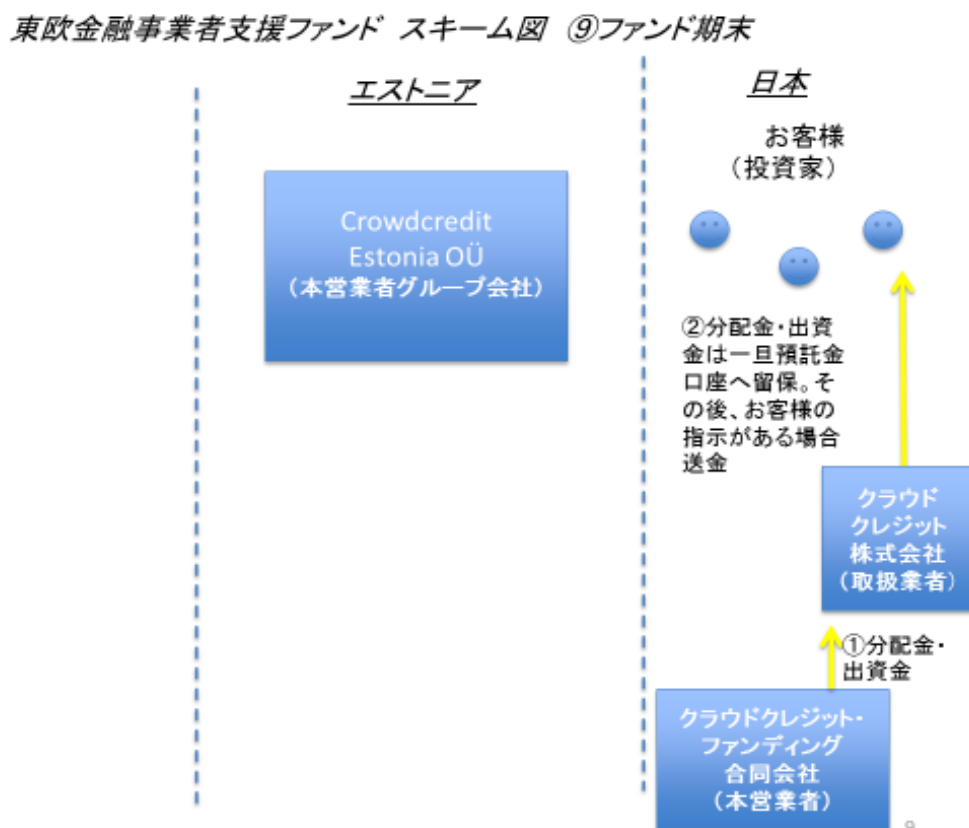 東欧金融事業者支援ファンド スキーム図 ⑨ファンド期末
エストニア
日本
お客様
(投資家)
Crowdcredit
Estonia OÜ
(本営業者グループ会社)
②分配金・出資
金は一旦預託金
口座へ留保。そ
の後、お客様の
指示がある場合
送金
クラウド
クレジット
株式会社
(取扱業者)
①分配金・
出資金
クラウドクレジット・
ファンディング
合同会社
(本営業者)